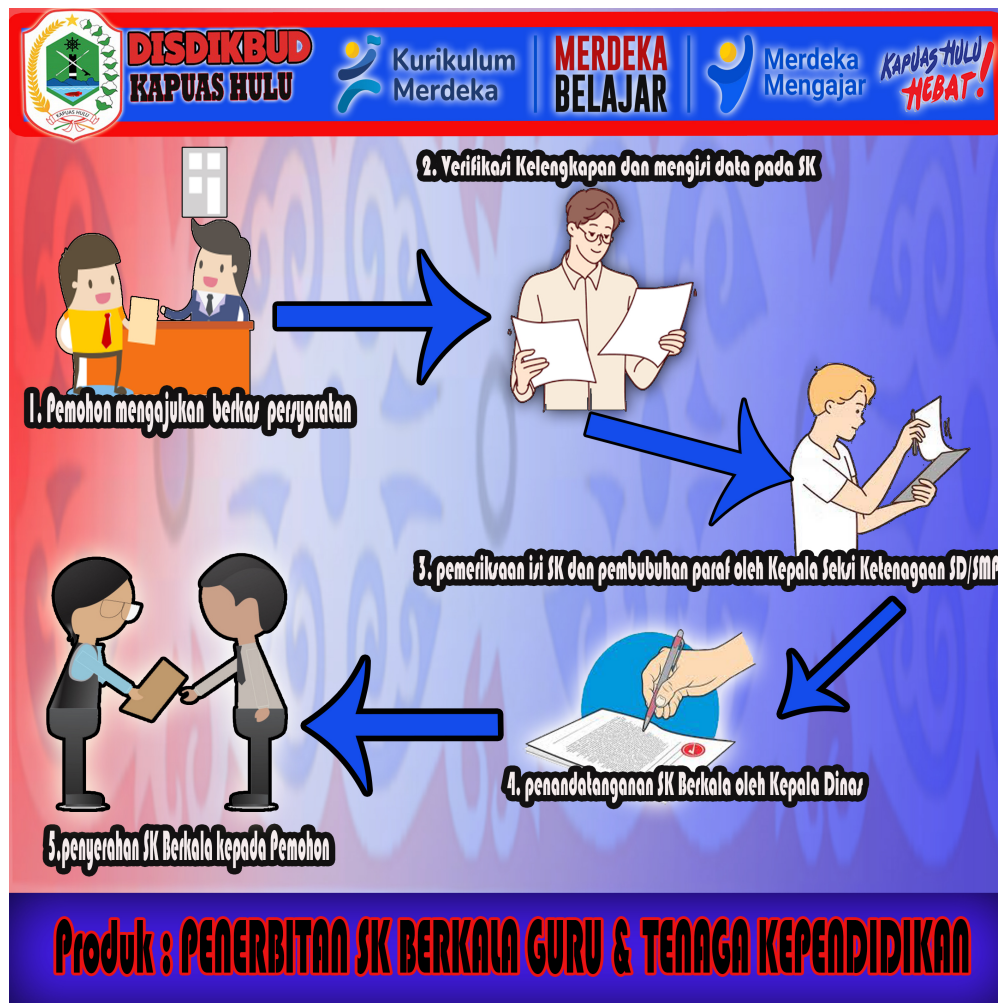 DISDIKBUD
KAPUAS HULU
KAPUAS HULU
Kurikulum
Merdeka
MERDEKA
BELAJAR
Merdeka
Mengajar
KAPUAS HULU
HEBAT!
1. Pemohon mengajukan berkas persyaratan
2. Verifikasi Kelengkapan dan mengisi data pada SK
3. pemeriksaan isi SK dan pembubuhan paraf oleh Kepala Seksi Ketenagaan SD/SMP
4. penandatanganan SK Berkala oleh Kepala Dinas
5.penyerahan SK Berkala kepada Pemohon
Produk : PENERBITAN SK BERKALA GURU & TENAGA KEPENDIDIKAN